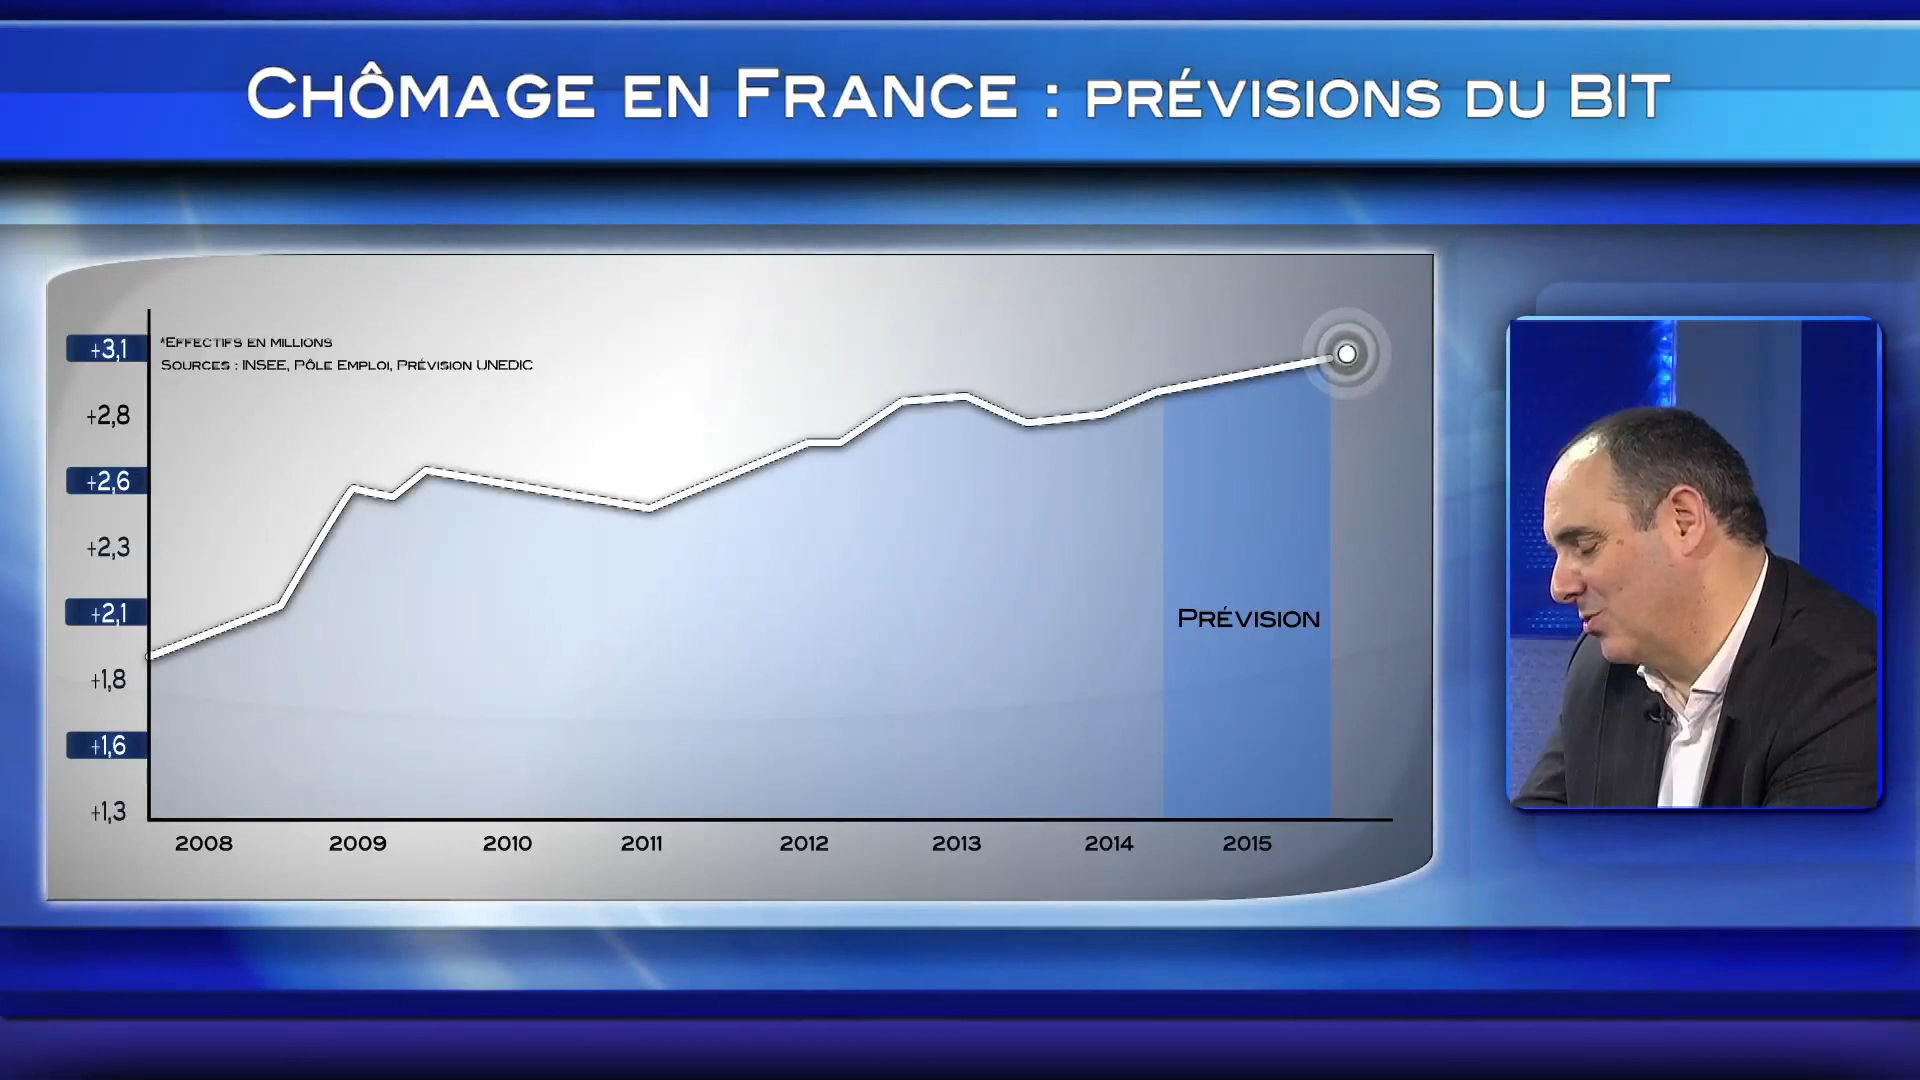 CHÔMAGE EN FRANCE : PRÉVISIONS DU BIT
*EFFECTIFS EN MILLIONS
SOURCES : INSEE, PÔLE EMPLOI, PRÉVISION UNEDIC
+3,1
+2,8
+2,6
+2,3
+2,1
+1,8
+1,6
+1,3
PRÉVISION
2008 2009 2010 2011 2012 2013 2014 2015